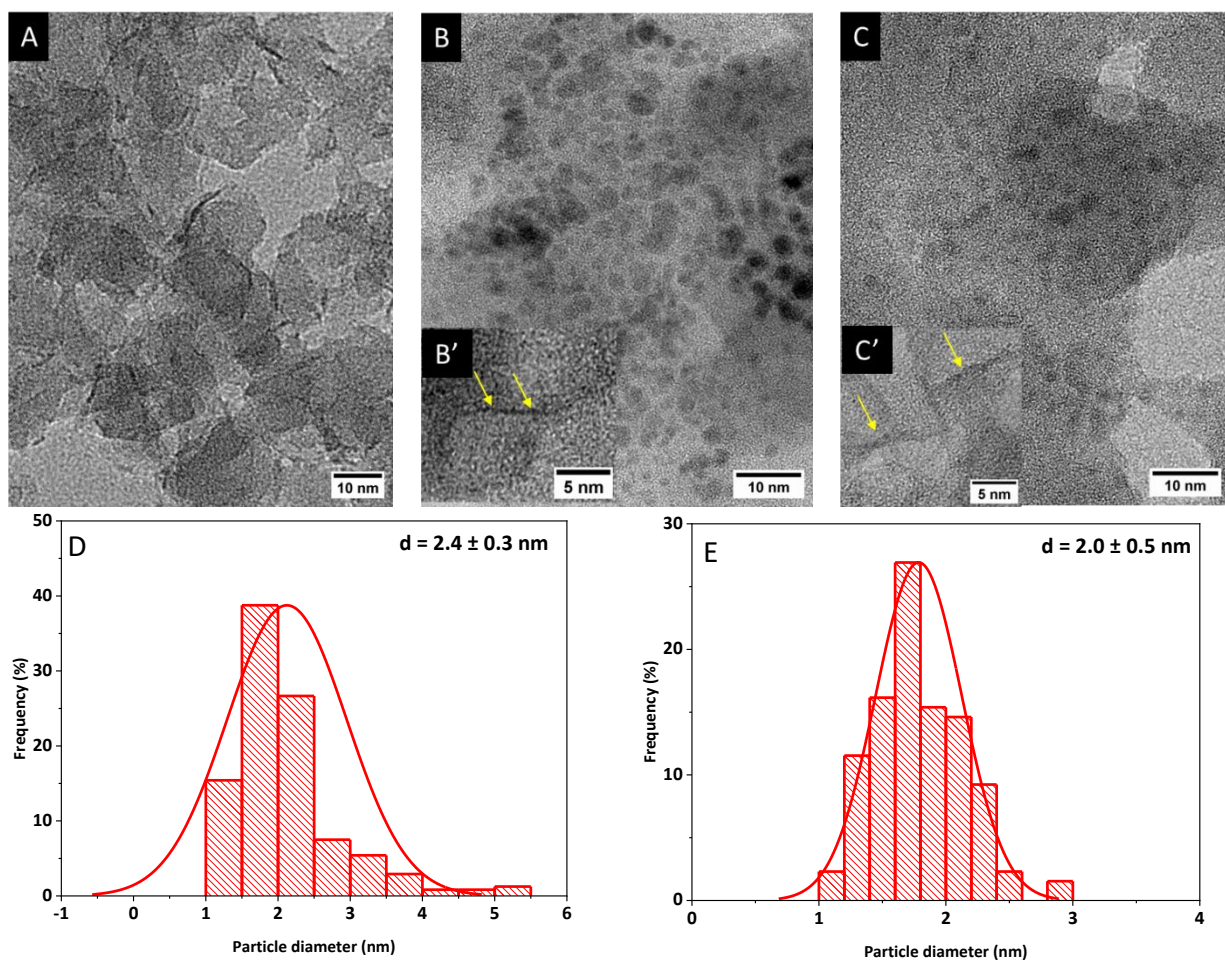 A
10 nm
B
B'
5 nm
10 nm
C
C'
5 nm
10 nm
D
d = 2.4 ± 0.3 nm
50
40
30
20
10
0
Frequency (%)
-1 0 1 2 3 4 5 6
Particle diameter (nm)
E
d = 2.0 ± 0.5 nm
30
20
10
0
Frequency (%)
0 1 2 3 4
Particle diameter (nm)